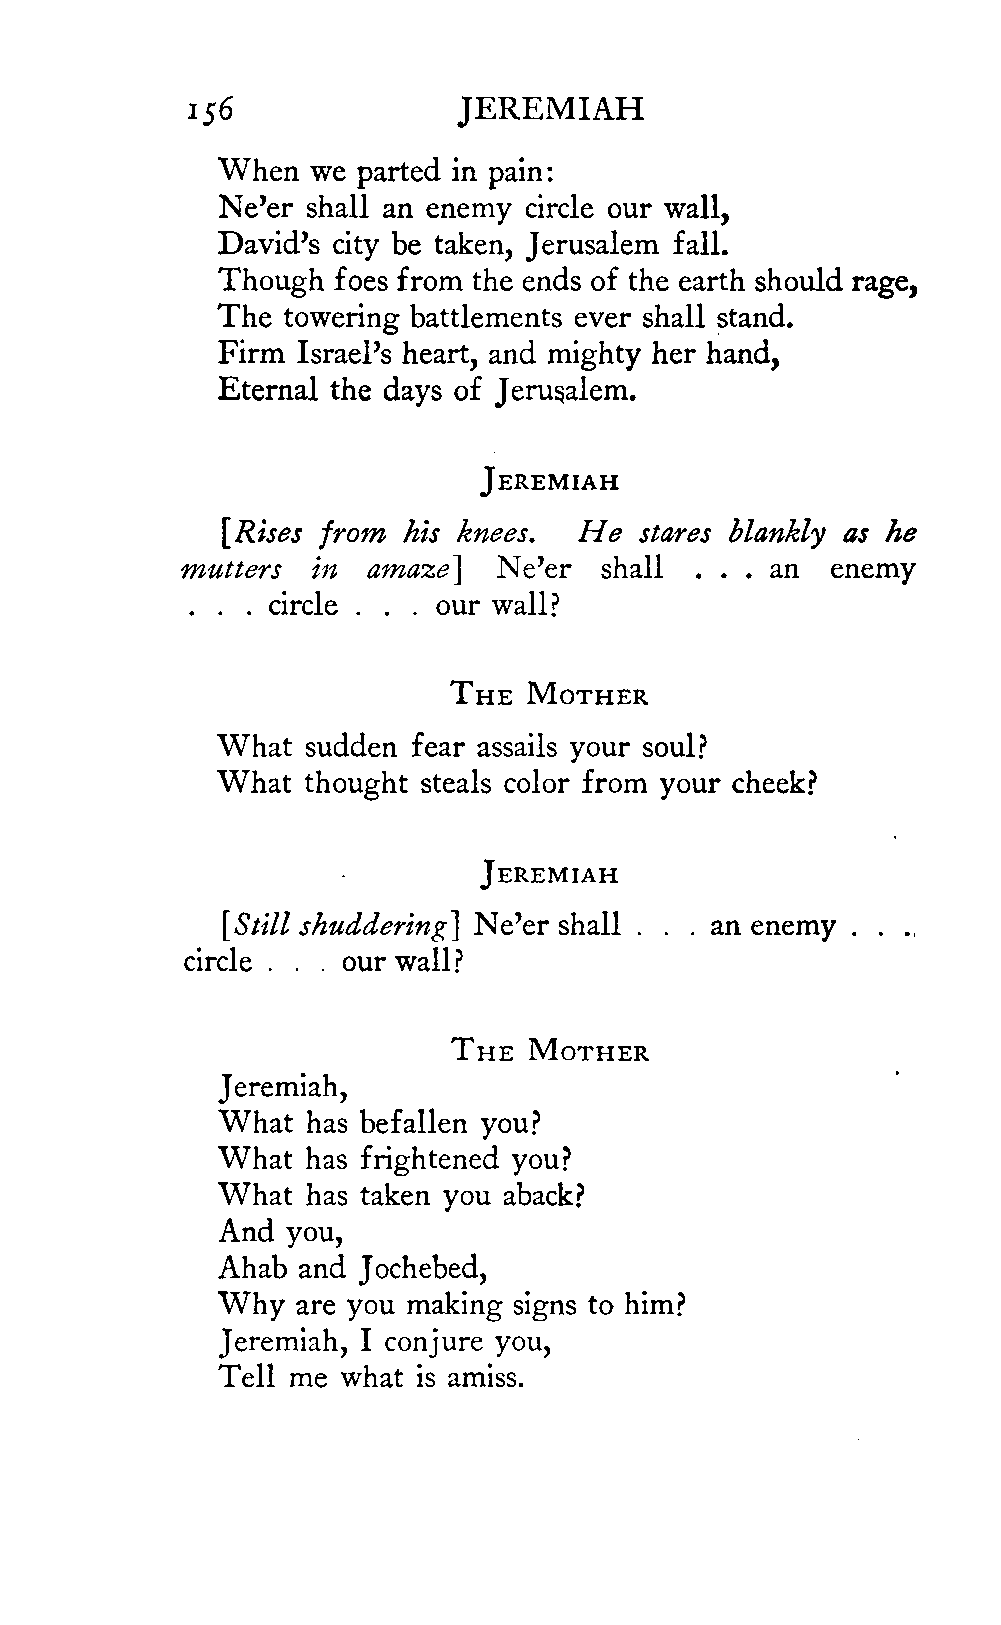 156 JEREMIAH
When we parted in pain:
Ne'er shall an enemy circle our wall,
David's city be taken, Jerusalem fall.
Though foes from the ends of the earth should rage,
The towering battlements ever shall stand.
Firm Israel's heart, and mighty her hand,
Eternal the days of Jerusalem.
JEREMIAH
[Rises from his knees. He stares blankly as he
mutters in amaze] Ne'er shall . . . an enemy
. . . circle . . . our wall?
THE MOTHER
What sudden fear assails your soul?
What thought steals color from your cheek?
JEREMIAH
[Still shuddering] Ne'er shall . . . an enemy . . .
circle . . . our wall?
THE MOTHER
Jeremiah,
What has befallen you?
What has frightened you?
What has taken you aback?
And you,
Ahab and Jochebed,
Why are you making signs to him?
Jeremiah, I conjure you,
Tell me what is amiss.